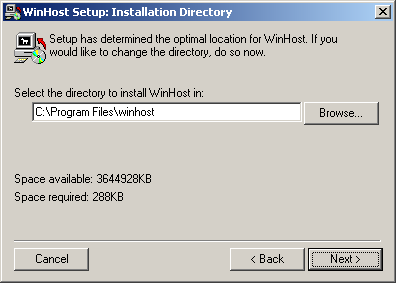 WinHost Setup: Installation Directory
Setup has determined the optimal location for WinHost. If you
would like to change the directory, do so now.
Select the directory to install WinHost in:
C:\Program Files\winhost
Browse...
Space available: 3644928KB
Space required: 288KB
Cancel
< Back
Next >